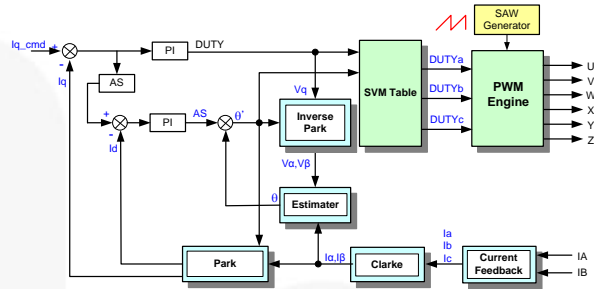 SAW
Generator
Iq_cmd
Iq
+
-
PI
DUTY
AS
+
-
Id
PI
AS
θ*
Vq
Inverse
Park
SVM Table
DUTYa
DUTYb
DUTYc
PWM
Engine
U
V
W
X
Y
Z
Vα,Vβ
θ
Estimater
Park
Iα,Iβ
Clarke
Ia
Ib
Ic
Current
Feedback
IA
IB